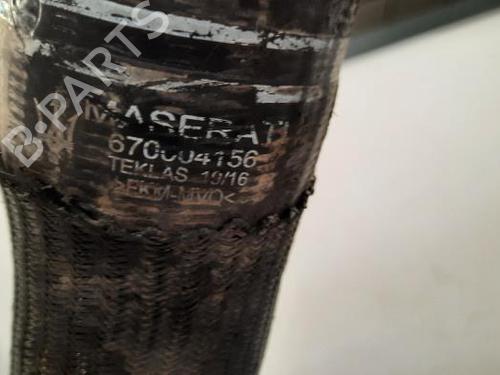 MASERATI
670004156
TEKLAS 19/16
>FKM-MVQ<
B-PARTS